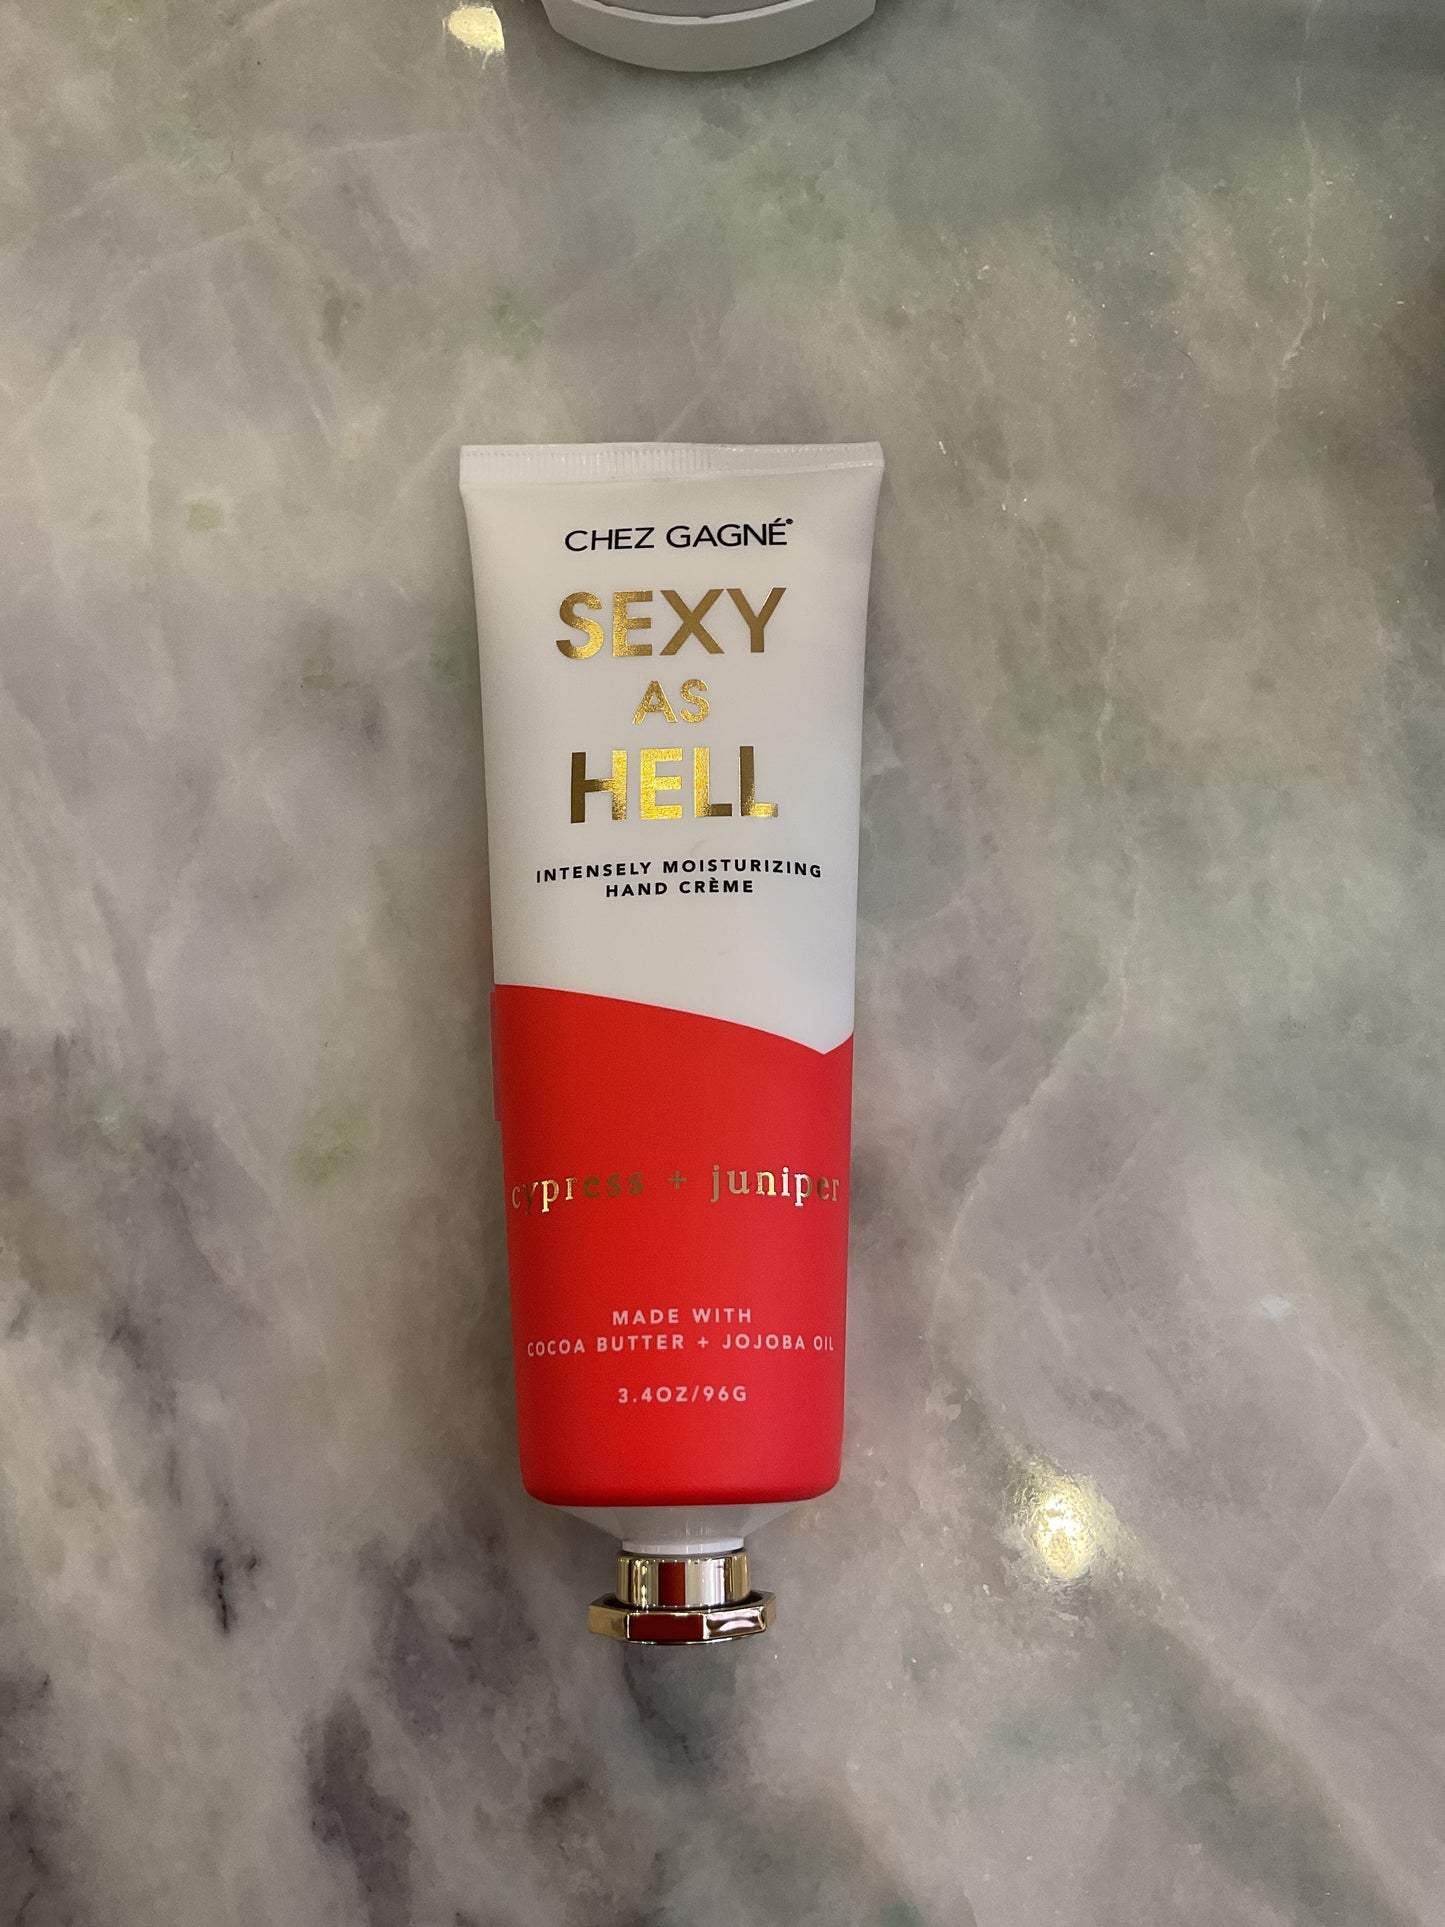 CHEZ GAGNÉ®
SEXY
AS
HELL
INTENSELY MOISTURIZING
HAND CRÈME
cypress + juniper
MADE WITH
COCOA BUTTER + JOJOBA OIL
3.4OZ/96G